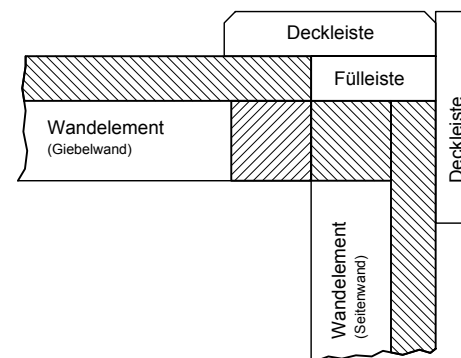 Deckleiste
Fülleiste
Wandelement
(Giebelwand)
Deckleiste
Wandelement
(Seitenwand)